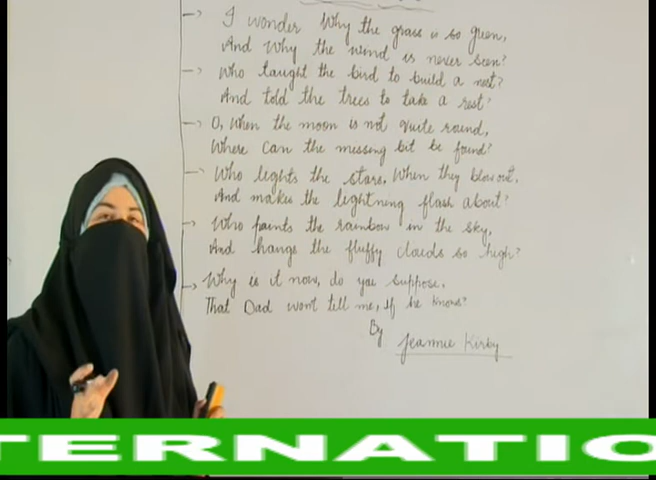 I wonder Why the grass is so green,
And Why the wind is never seen?
Who taught the bird to build a nest?
And told the trees to take a rest?
O, When the moon is not quite round,
Where can the missing bit be found?
Who lights the stars, When they blow out,
And makes the lightning flash about?
Who paints the rainbow in the sky,
And hangs the fluffy clouds so high?
Why is it now, do you suppose,
That Dad won't tell me, if he knows?
By
Jeannie Kirby
TERNATIO